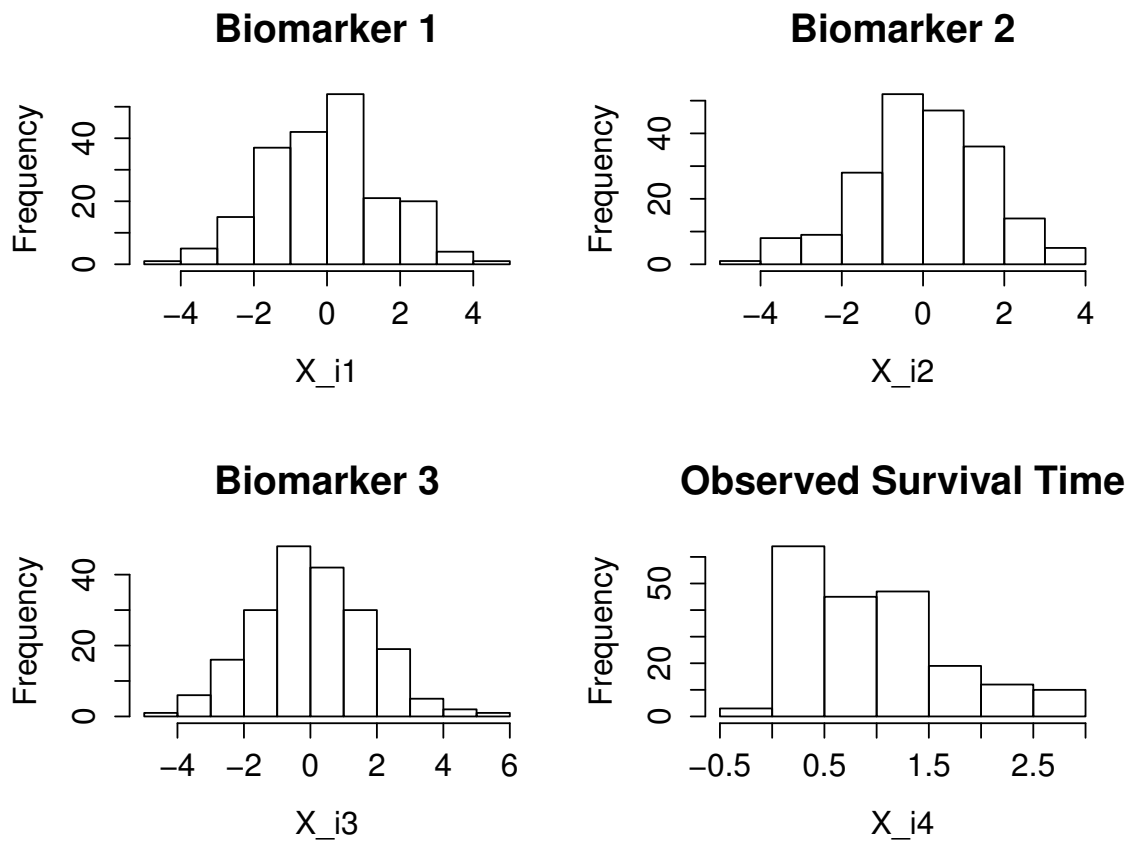 Biomarker 1
Frequency
0 20 40
−4 −2 0 2 4
X_i1
Biomarker 2
Frequency
0 20 40
−4 −2 0 2 4
X_i2
Biomarker 3
Frequency
0 20 40
−4 −2 0 2 4 6
X_i3
Observed Survival Time
Frequency
0 20 50
−0.5 0.5 1.5 2.5
X_i4